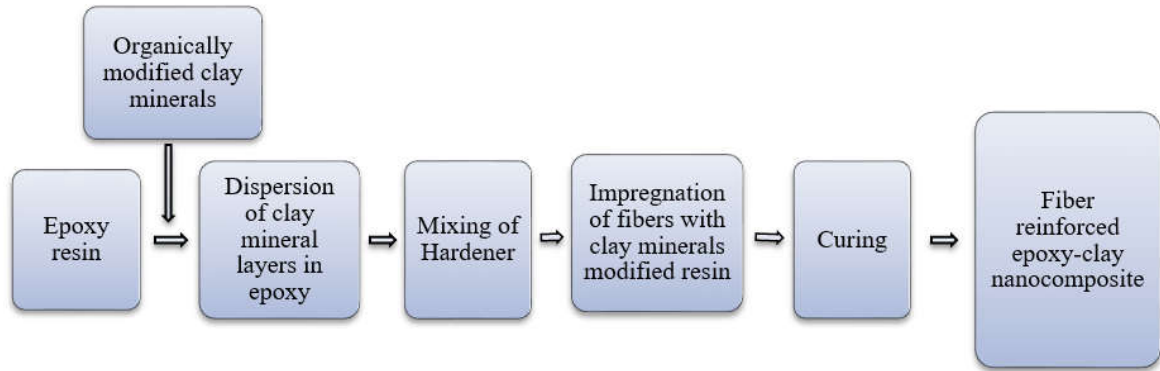 Organically
modified clay
minerals
Epoxy
resin
Dispersion
of clay
mineral
layers in
epoxy
Mixing of
Hardener
Impregnation
of fibers with
clay minerals
modified resin
Curing
Fiber
reinforced
epoxy-clay
nanocomposite